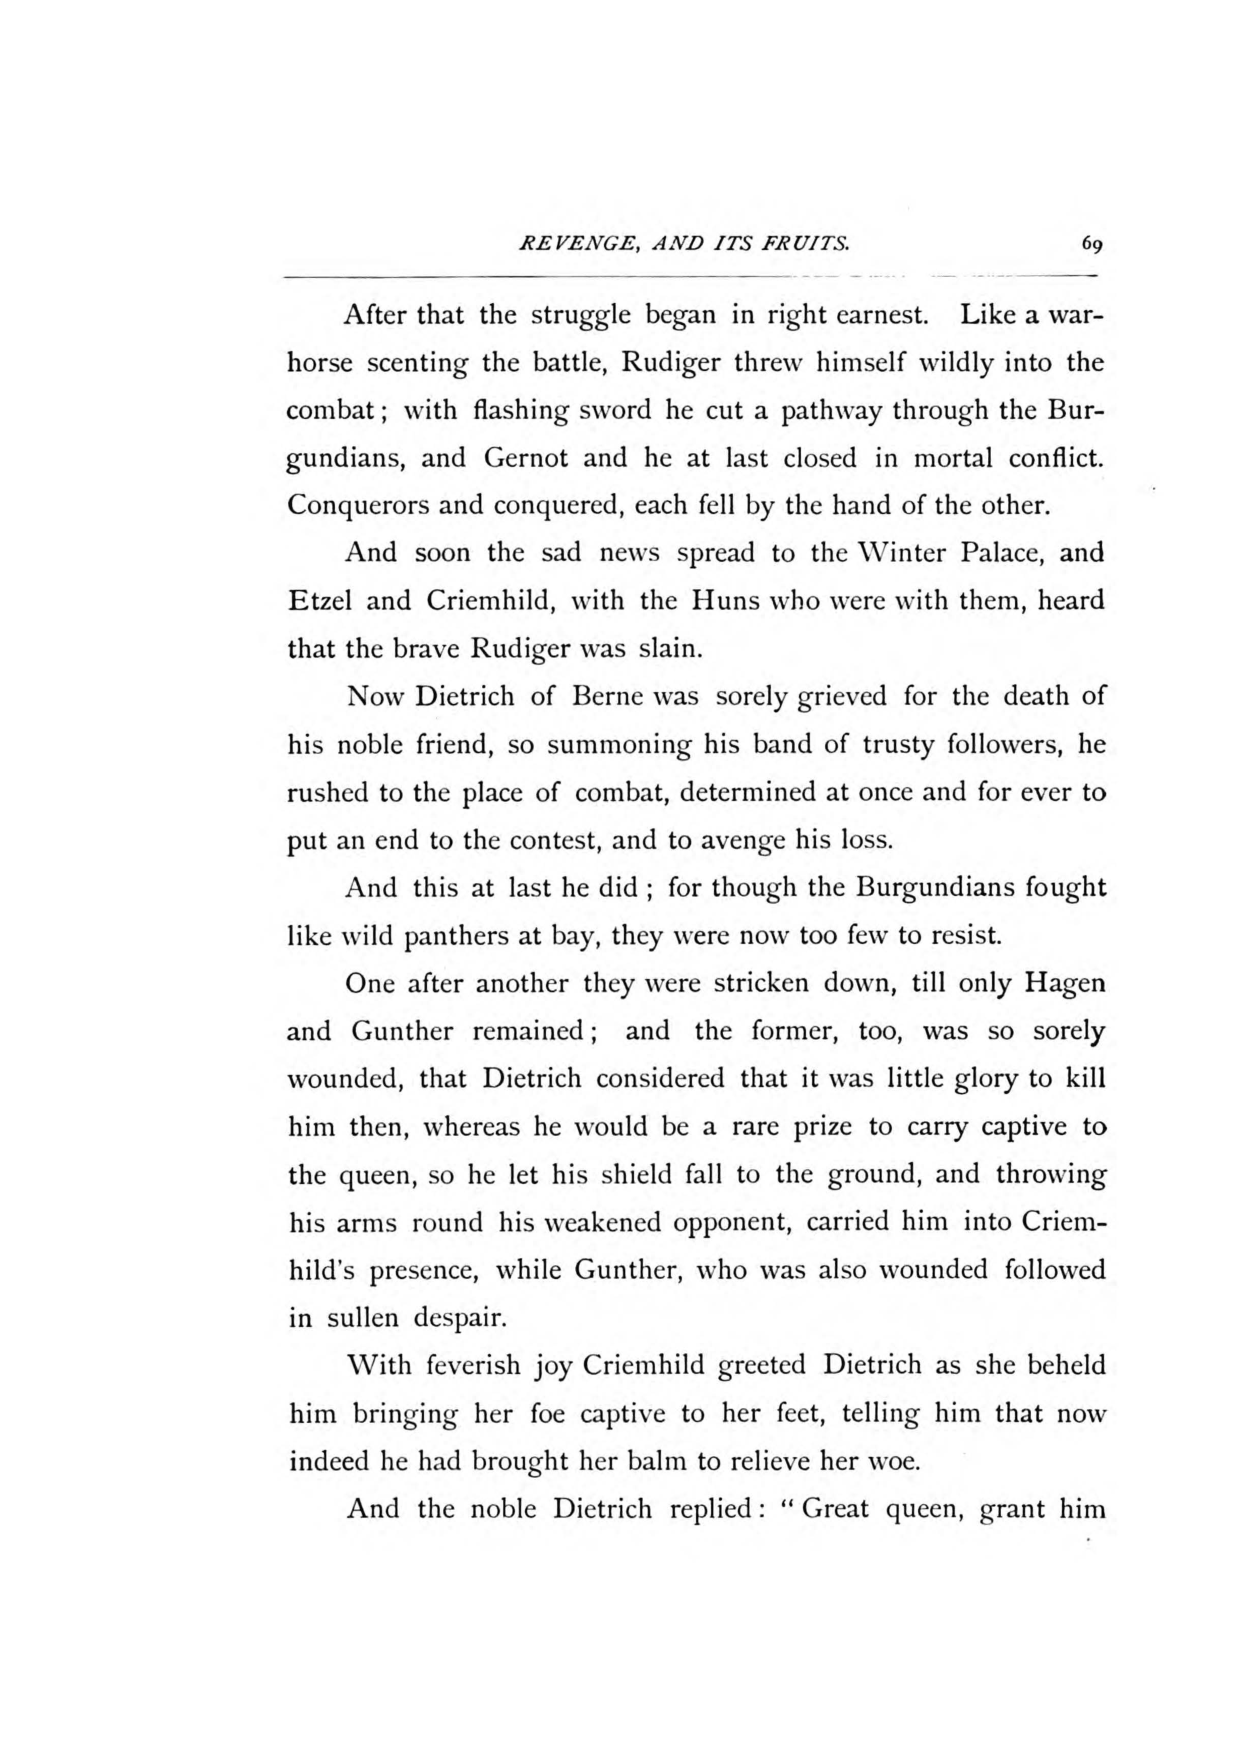 REVENGE, AND ITS FRUITS. 69
After that the struggle began in right earnest. Like a war-
horse scenting the battle, Rudiger threw himself wildly into the
combat ; with flashing sword he cut a pathway through the Bur-
gundians, and Gernot and he at last closed in mortal conflict.
Conquerors and conquered, each fell by the hand of the other.
And soon the sad news spread to the Winter Palace, and
Etzel and Criemhild, with the Huns who were with them, heard
that the brave Rudiger was slain.
Now Dietrich of Berne was sorely grieved for the death of
his noble friend, so summoning his band of trusty followers, he
rushed to the place of combat, determined at once and for ever to
put an end to the contest, and to avenge his loss.
And this at last he did ; for though the Burgundians fought
like wild panthers at bay, they were now too few to resist.
One after another they were stricken down, till only Hagen
and Gunther remained ; and the former, too, was so sorely
wounded, that Dietrich considered that it was little glory to kill
him then, whereas he would be a rare prize to carry captive to
the queen, so he let his shield fall to the ground, and throwing
his arms round his weakened opponent, carried him into Criem-
hild's presence, while Gunther, who was also wounded followed
in sullen despair.
With feverish joy Criemhild greeted Dietrich as she beheld
him bringing her foe captive to her feet, telling him that now
indeed he had brought her balm to relieve her woe.
And the noble Dietrich replied : " Great queen, grant him